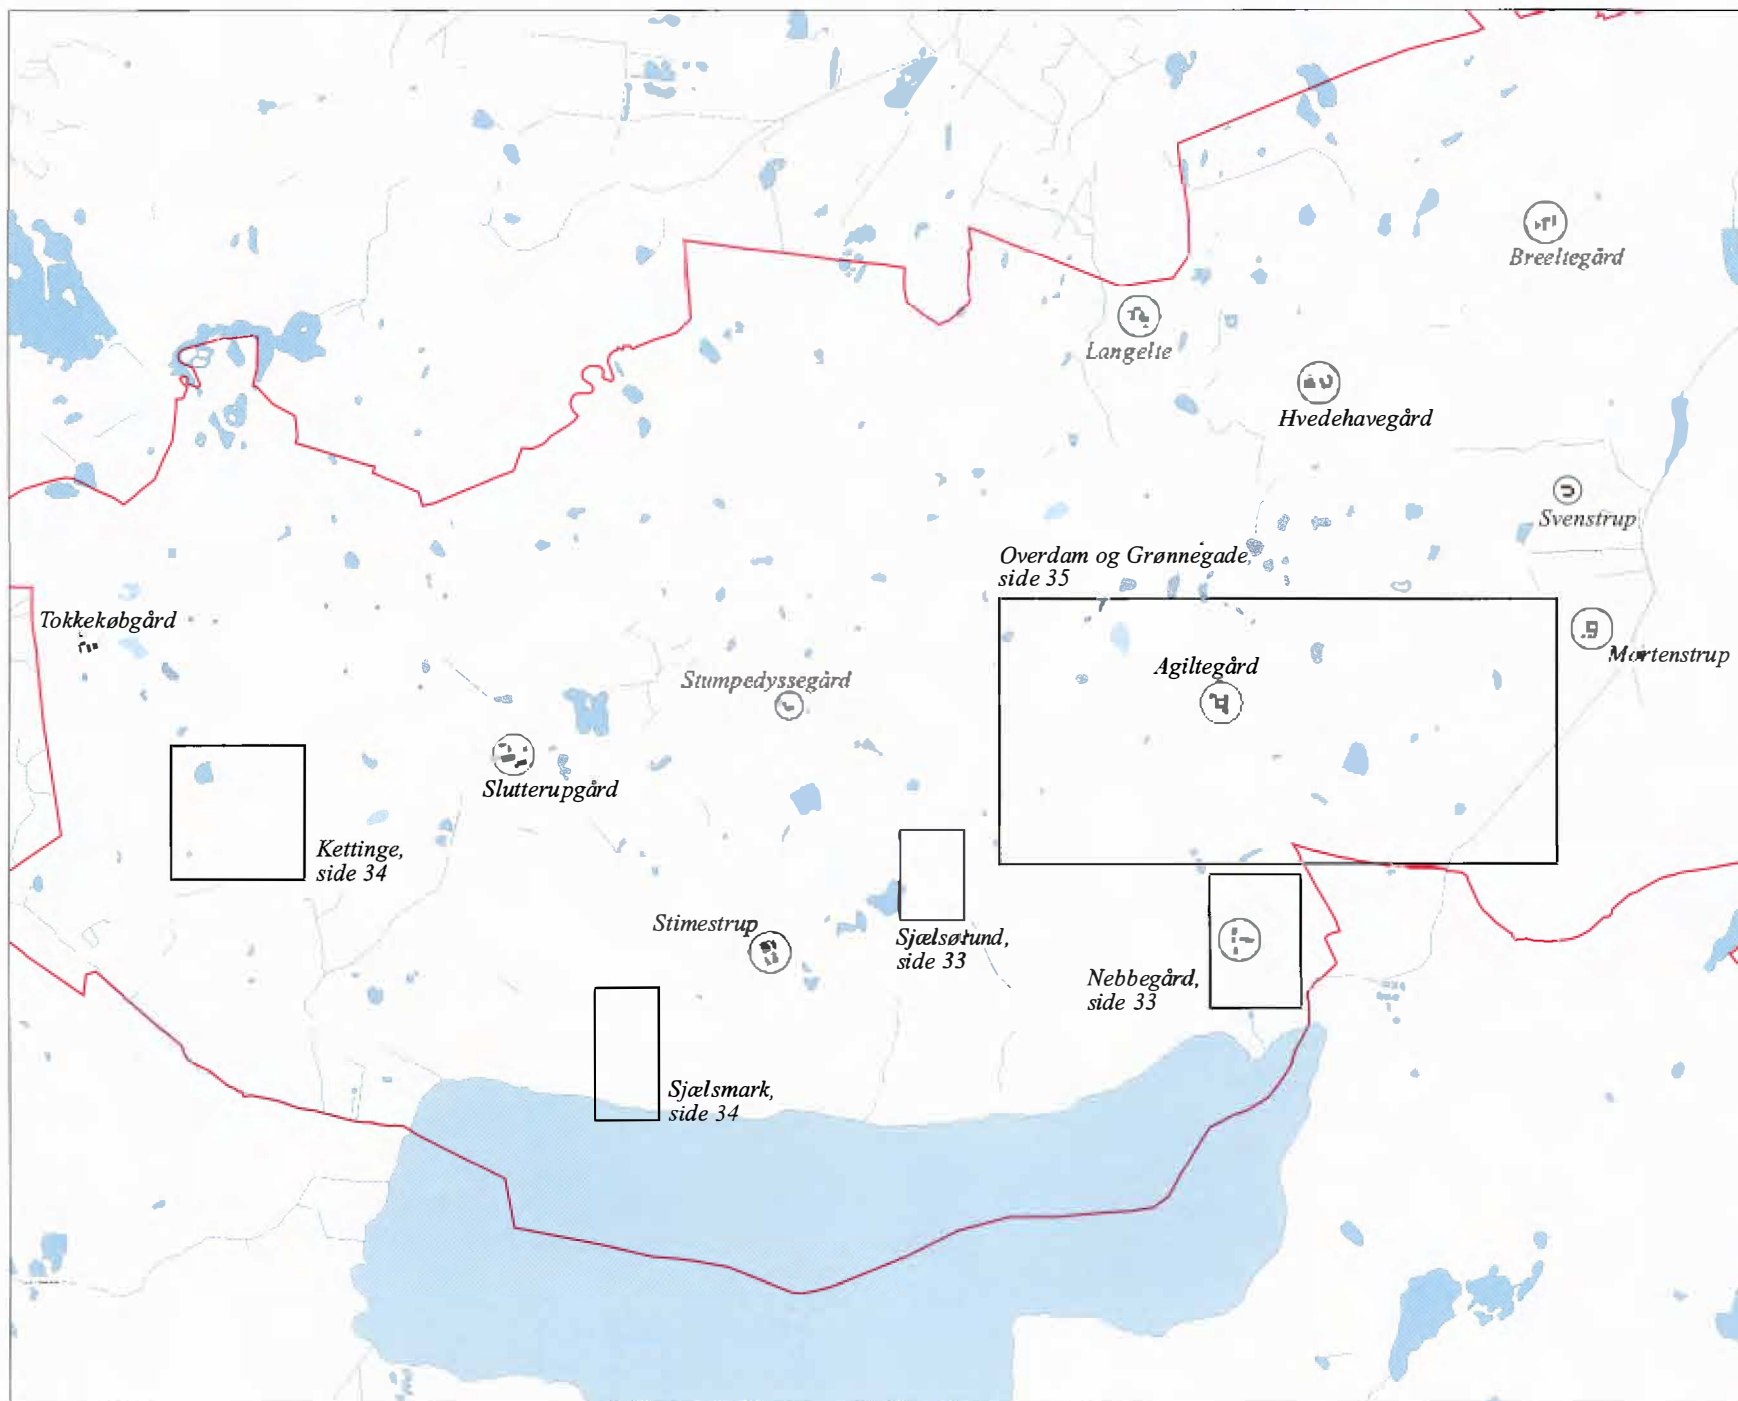 Breeltegård
Langelte
Hvedehavegård
Svenstrup
Overdam og Grønnegade,
side 35
Tokkekøbgård
Mortenstrup
Agiltegård
Stumpedyssegård
Slutterupgård
Kettinge,
side 34
Stimestrup
Sjælsølund,
side 33
Nebbegård,
side 33
Sjælsmark,
side 34